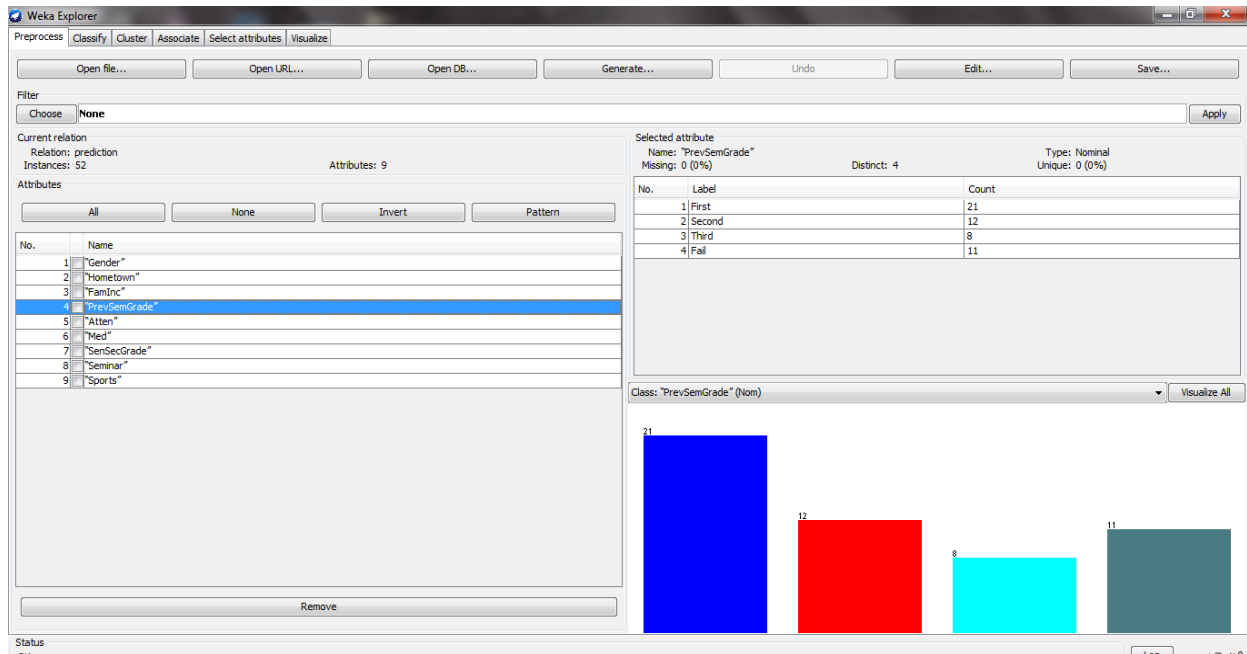 Weka Explorer
Preprocess Classify Cluster Associate Select attributes Visualize
Open file... Open URL... Open DB... Generate... Undo Edit... Save...
Filter
Choose None Apply
Current relation
Relation: prediction
Instances: 52 Attributes: 9
Selected attribute
Name: "PrevSemGrade" Type: Nominal
Missing: 0 (0%) Distinct: 4 Unique: 0 (0%)
Attributes
All None Invert Pattern
No. Name
1 "Gender"
2 "Hometown"
3 "FamInc"
4 "PrevSemGrade"
5 "Atten"
6 "Med"
7 "SenSecGrade"
8 "Seminar"
9 "Sports"
Remove
No. Label Count
1 First 21
2 Second 12
3 Third 8
4 Fail 11
Class: "PrevSemGrade" (Nom) Visualize All
21
12
8
11
Status